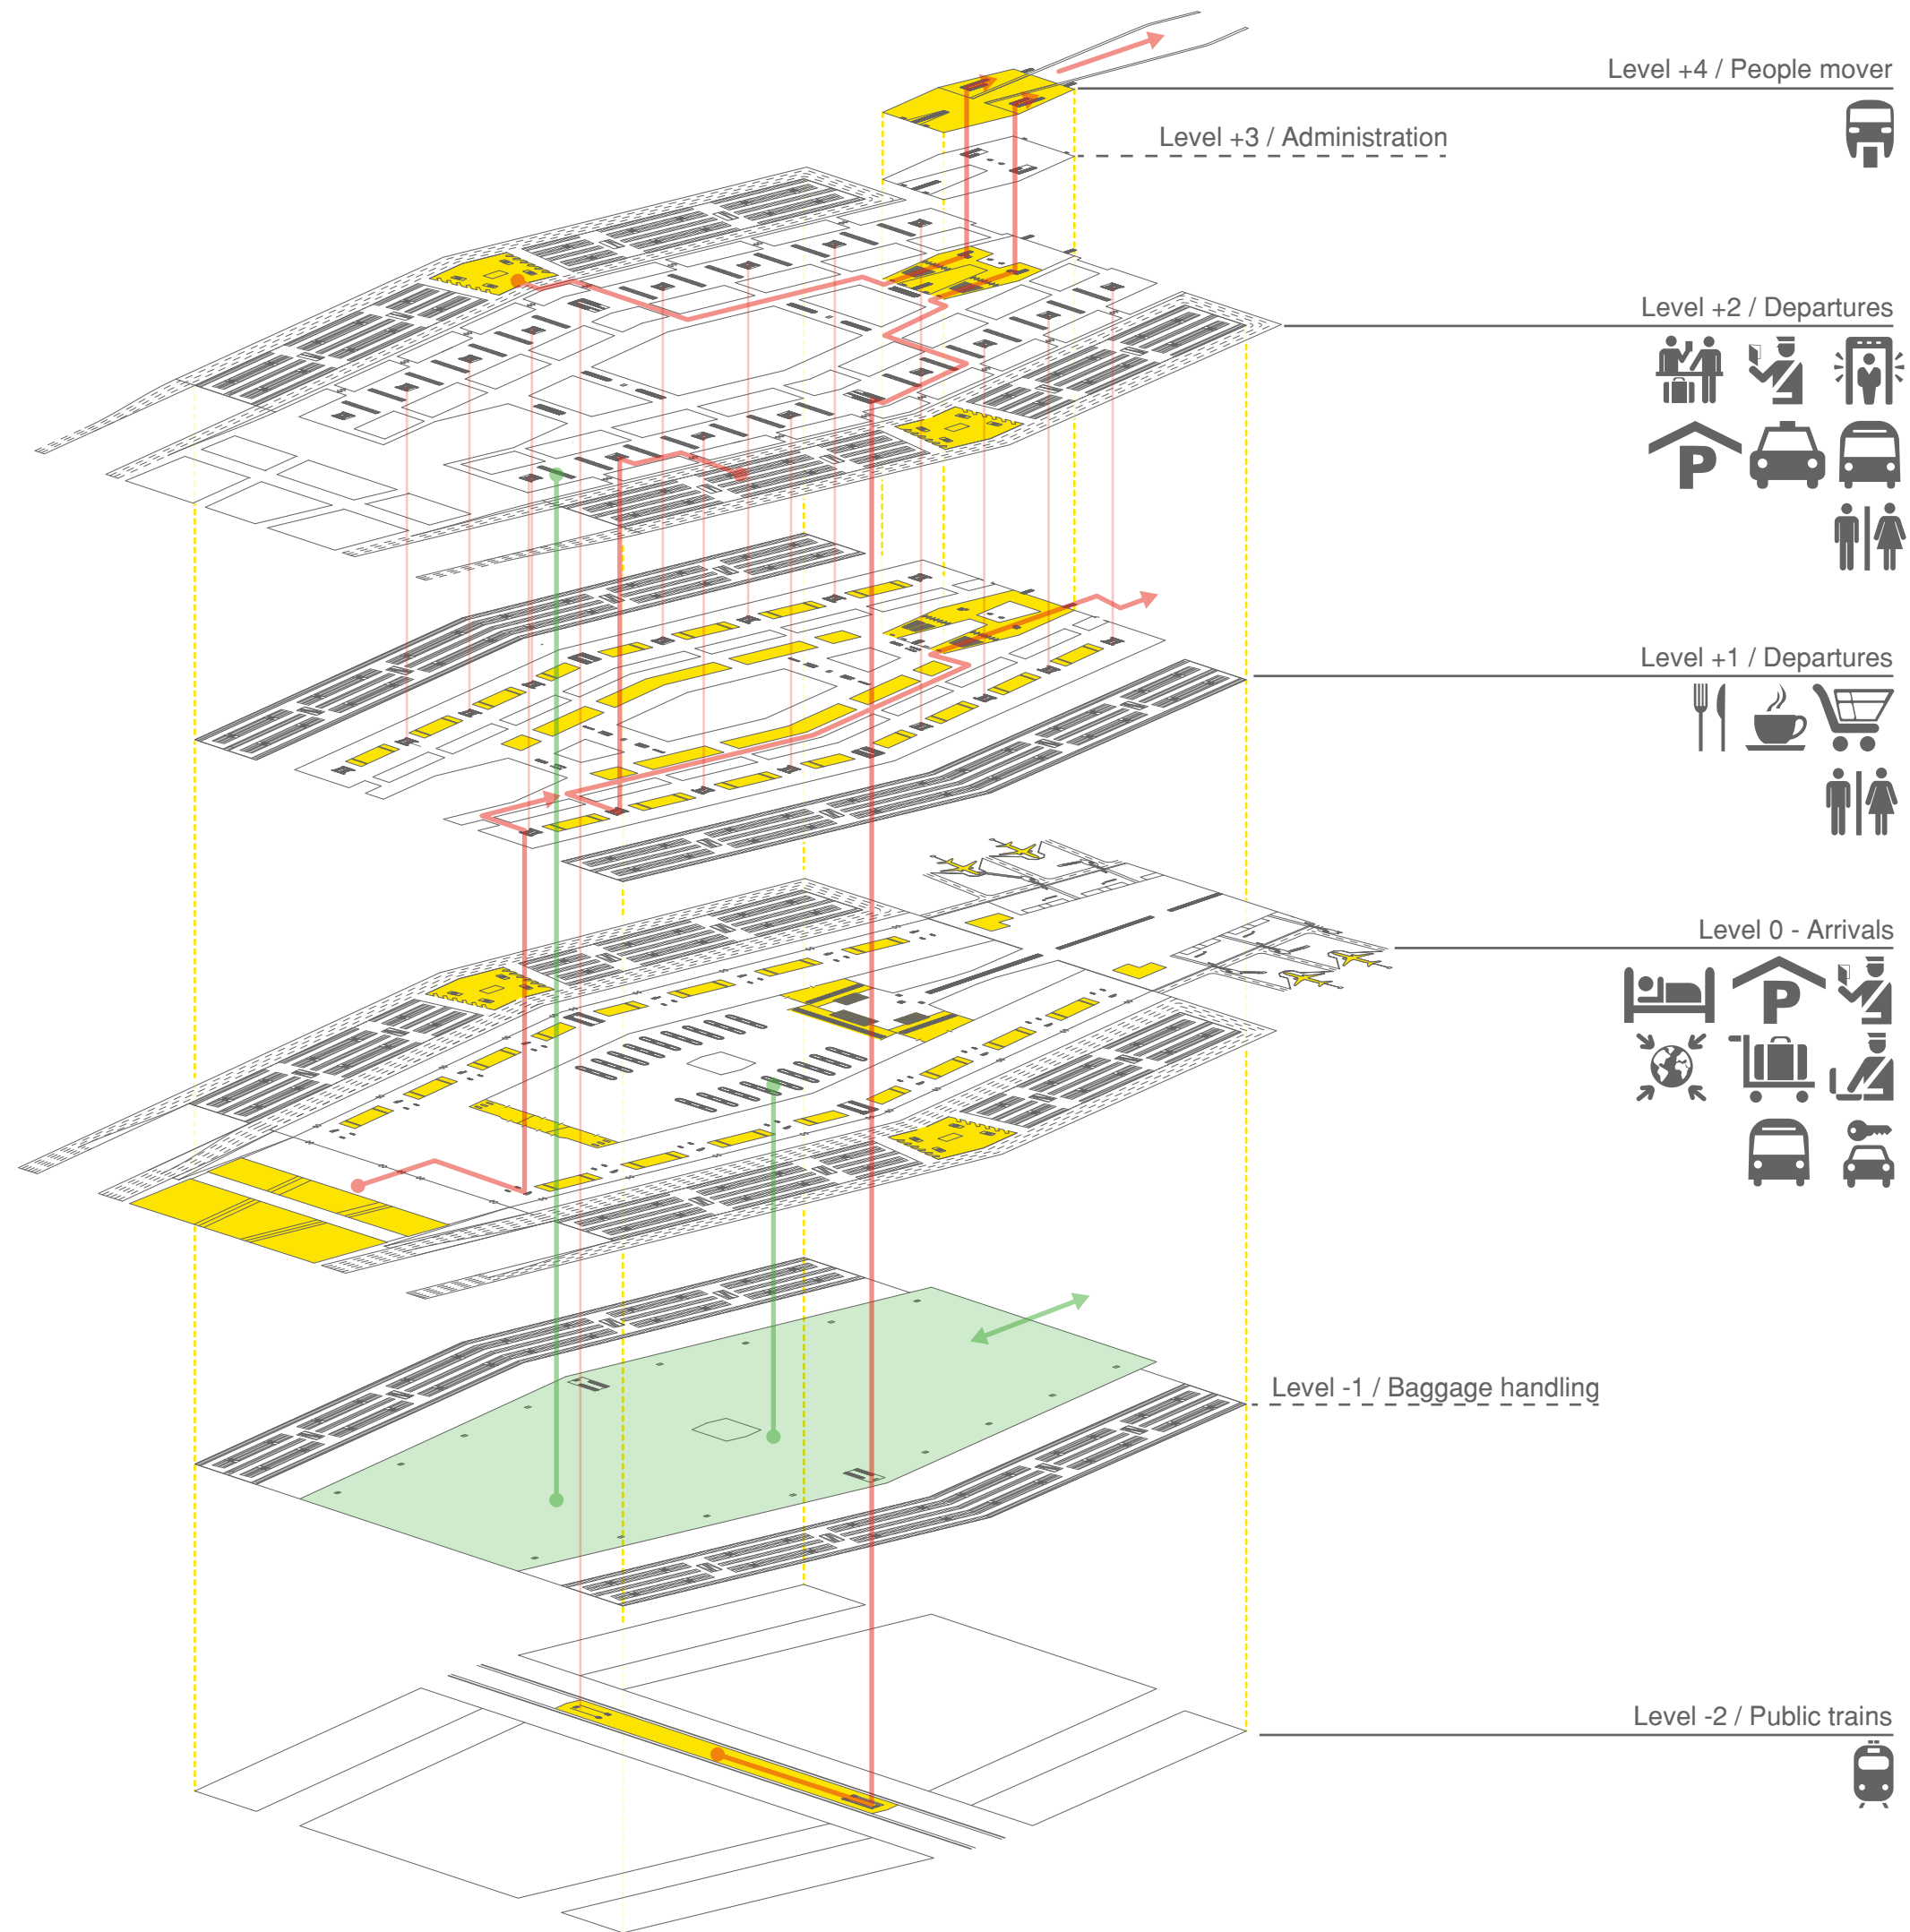 Level +4 / People mover
Level +3 / Administration
Level +2 / Departures
P
Level +1 / Departures
Level 0 - Arrivals
P
Level -1 / Baggage handling
Level -2 / Public trains